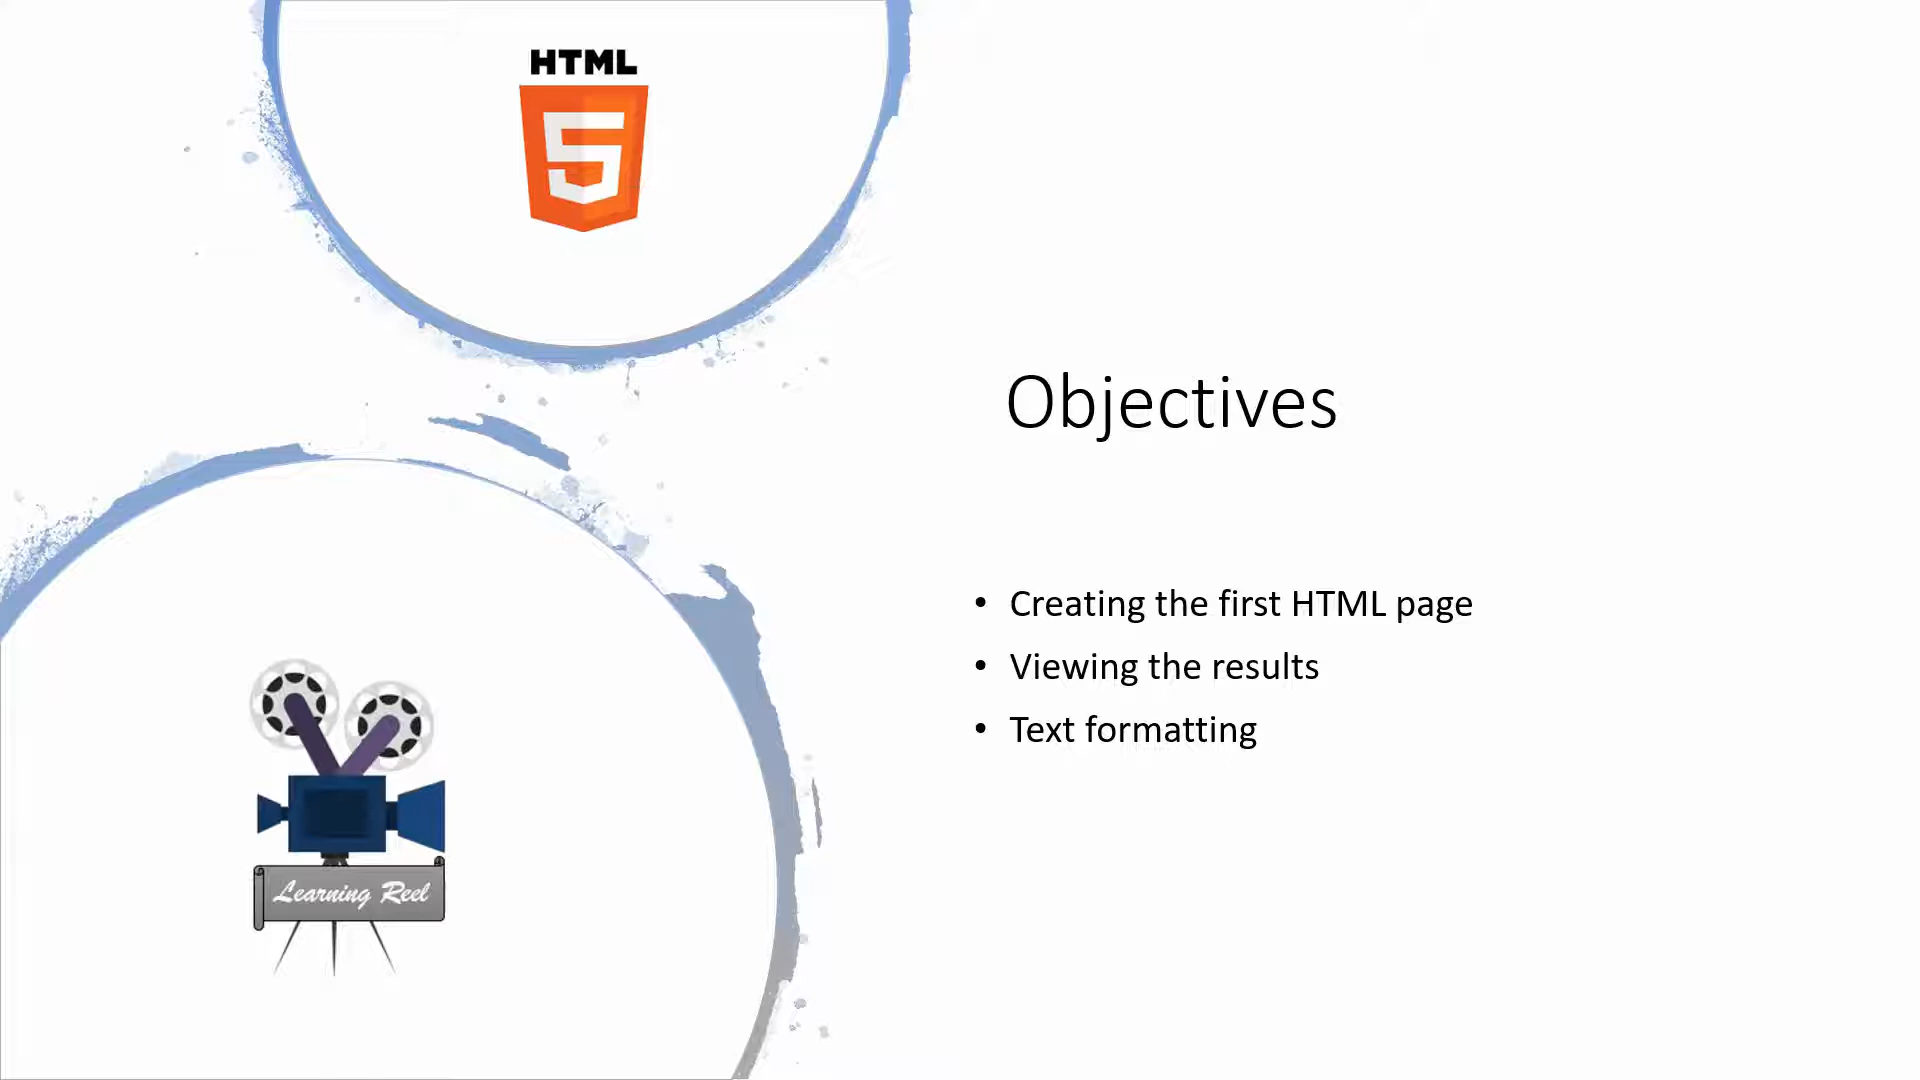 HTML
5
Objectives
• Creating the first HTML page
• Viewing the results
• Text formatting
Learning Reel